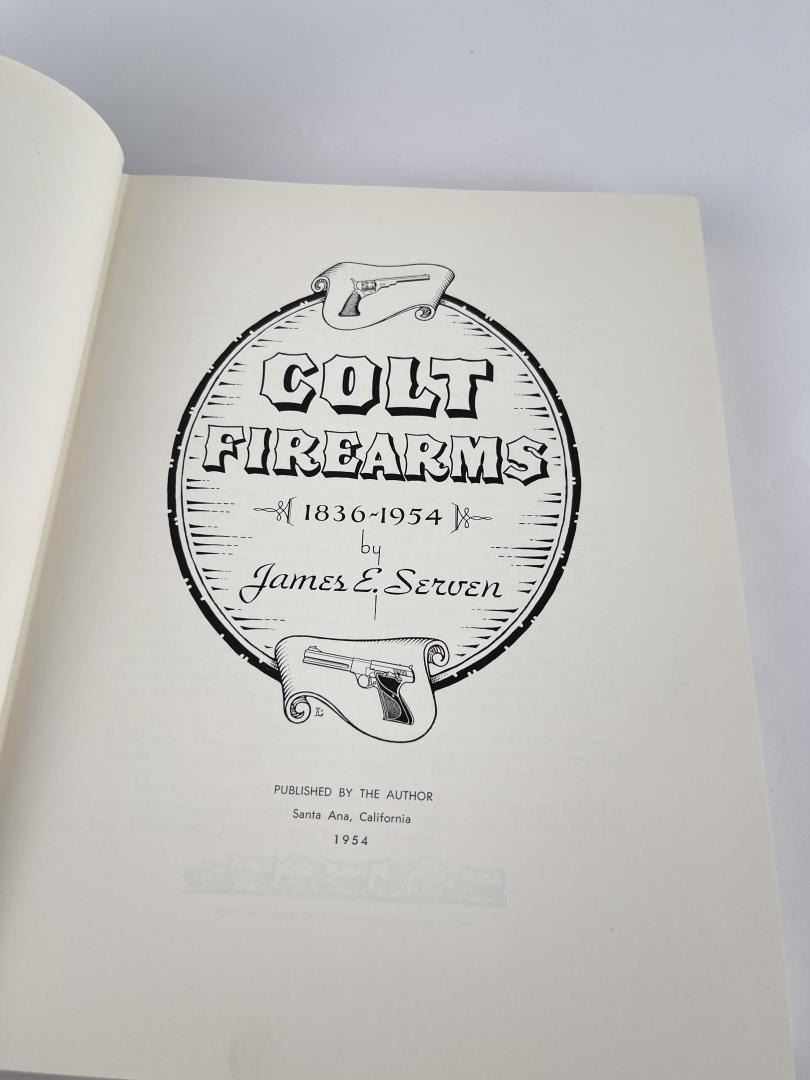 COLT
FIREARMS
1836~1954
by
James E. Serven
L
PUBLISHED BY THE AUTHOR
Santa Ana, California
1954